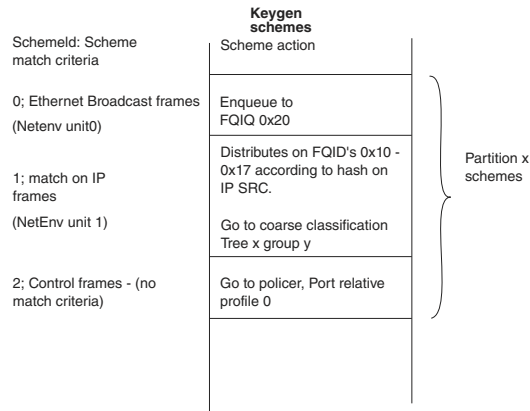 Keygen
schemes
SchemeId: Scheme
match criteria
Scheme action
0; Ethernet Broadcast frames
(Netenv unit0)
Enqueue to
FQIQ 0x20
1; match on IP
frames
(NetEnv unit 1)
Distributes on FQID's 0x10 -
0x17 according to hash on
IP SRC.
Go to coarse classification
Tree x group y
2; Control frames - (no
match criteria)
Go to policer, Port relative
profile 0
Partition x
schemes